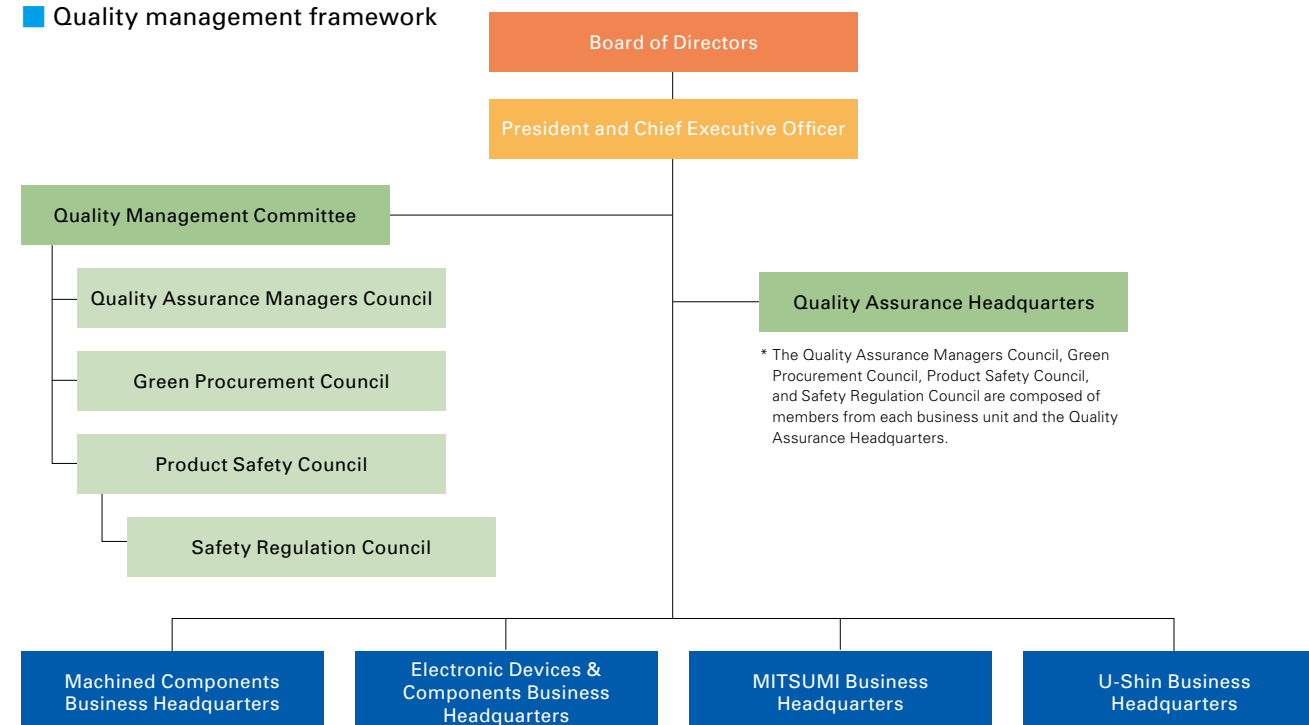 Quality management framework
Board of Directors
President and Chief Executive Officer
Quality Management Committee
Quality Assurance Managers Council
Green Procurement Council
Product Safety Council
Safety Regulation Council
Quality Assurance Headquarters
* The Quality Assurance Managers Council, Green
Procurement Council, Product Safety Council,
and Safety Regulation Council are composed of
members from each business unit and the Quality
Assurance Headquarters.
Machined Components
Business Headquarters
Electronic Devices &
Components Business
Headquarters
MITSUMI Business
Headquarters
U-Shin Business
Headquarters